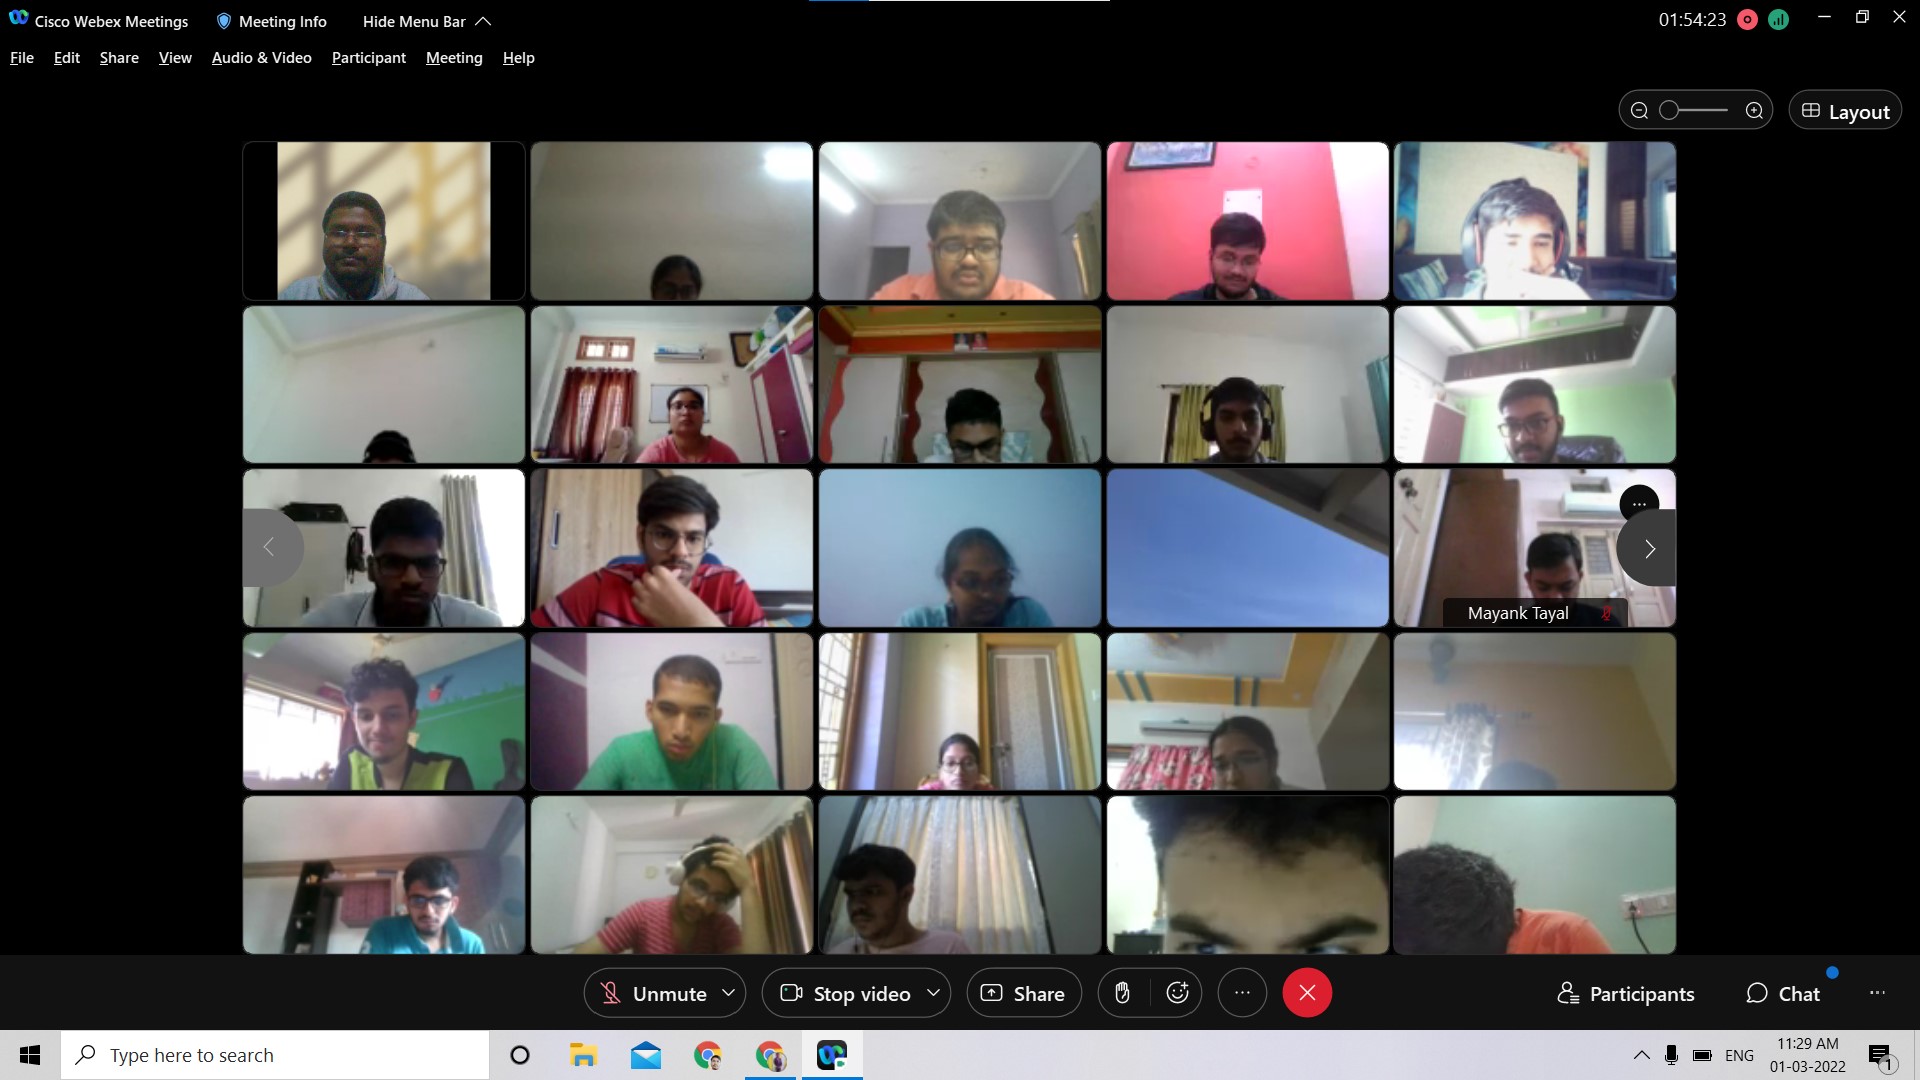 Cisco Webex Meetings
Meeting Info
Hide Menu Bar
01:54:23
File Edit Share View Audio & Video Participant Meeting Help
Layout
Mayank Tayal
Unmute
Stop video
Share
Participants
Chat
Type here to search
ENG
11:29 AM
01-03-2022
1